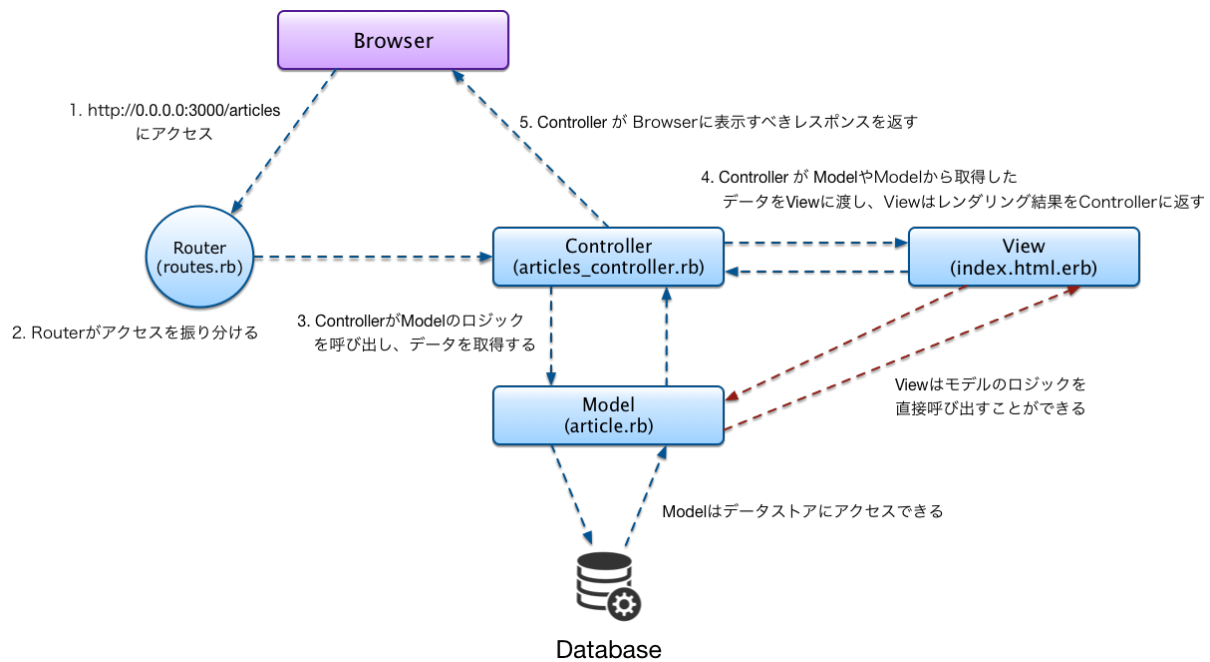 Browser
1. http://0.0.0.0:3000/articles
にアクセス
5. Controller が Browserに表示すべきレスポンスを返す
4. Controller が ModelやModelから取得した
データをViewに渡し、Viewはレンダリング結果をControllerに返す
Router
(routes.rb)
Controller
(articles_controller.rb)
View
(index.html.erb)
2. Routerがアクセスを振り分ける
3. ControllerがModelのロジック
を呼び出し、データを取得する
Viewはモデルのロジックを
直接呼び出すことができる
Model
(article.rb)
Modelはデータストアにアクセスできる
Database